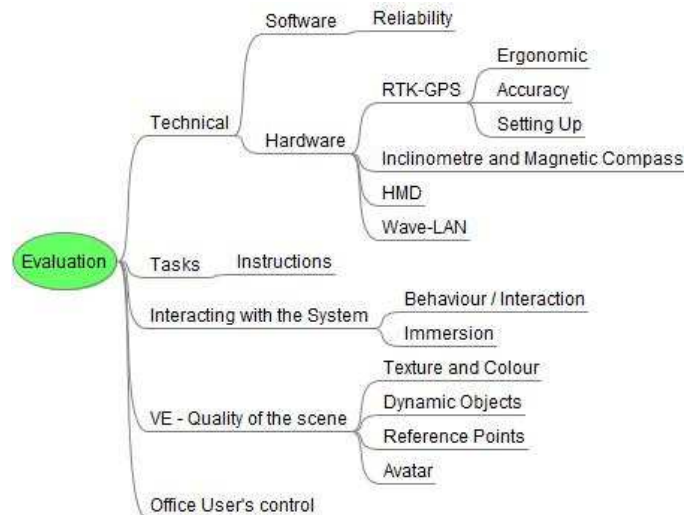 Evaluation
Technical
Software
Reliability
Hardware
RTK-GPS
Ergonomic
Accuracy
Setting Up
Inclinometre and Magnetic Compass
HMD
Wave-LAN
Tasks
Instructions
Interacting with the System
Behaviour / Interaction
Immersion
VE - Quality of the scene
Texture and Colour
Dynamic Objects
Reference Points
Avatar
Office User's control